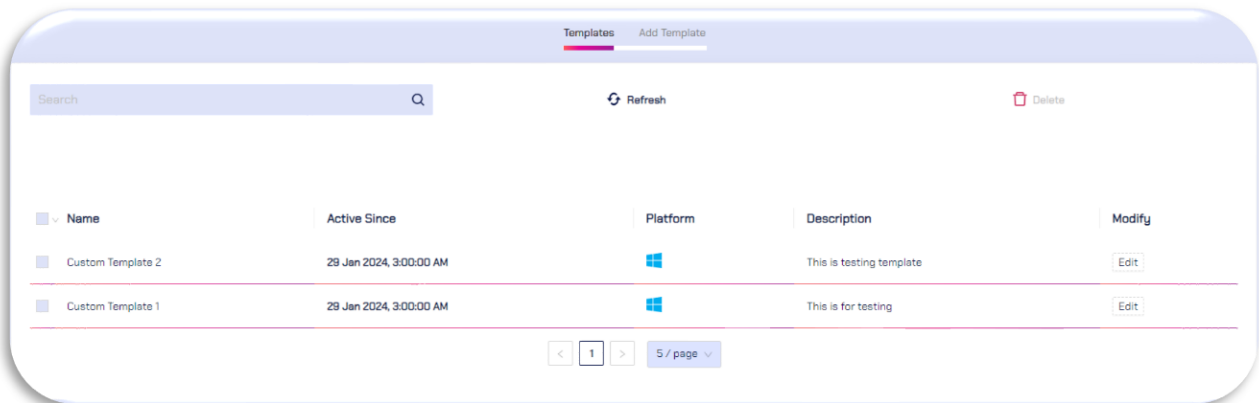 Templates Add Template
Search Refresh Delete
Name Active Since Platform Description Modify
Custom Template 2 29 Jan 2024, 3:00:00 AM This is testing template Edit
Custom Template 1 29 Jan 2024, 3:00:00 AM This is for testing Edit
< 1 > 5 / page